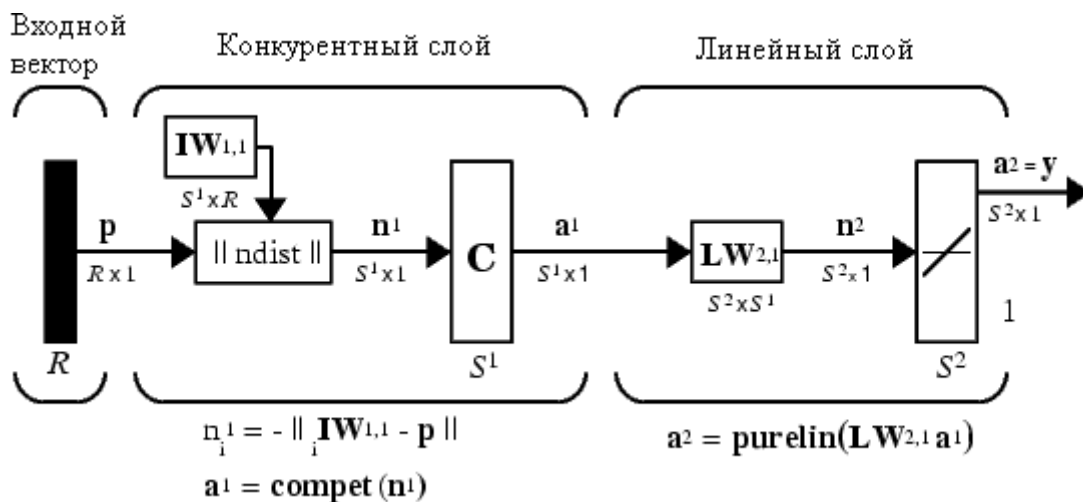 Входной
вектор
Конкурентный слой
Линейный слой
IW1,1
S¹xR
p
Rx1
|| ndist ||
n¹
S¹x1
C
a¹
S¹x1
LW2,1
S²xS¹
n²
S²x1
a² = y
S²x1
1
R
S¹
S²
nᵢ¹ = - || ᵢIW1,1 - p ||
a¹ = compet (n¹)
a² = purelin(LW2,1 a¹)